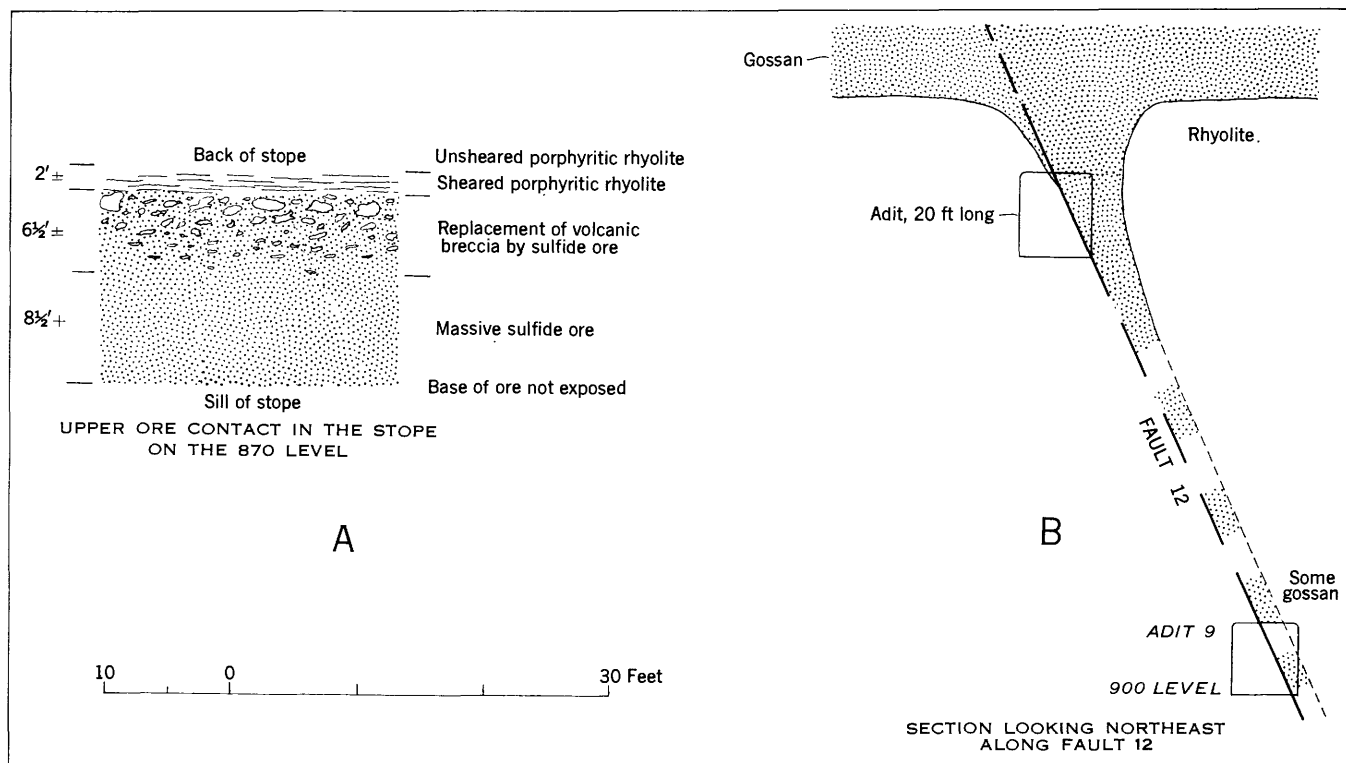 Back of stope
2' ±
Unsheared porphyritic rhyolite
Sheared porphyritic rhyolite
6½' ±
Replacement of volcanic
breccia by sulfide ore
8½' +
Massive sulfide ore
Base of ore not exposed
Sill of stope
UPPER ORE CONTACT IN THE STOPE
ON THE 870 LEVEL
A
10 0 30 Feet
Gossan
Rhyolite.
Adit, 20 ft long
FAULT 12
B
Some
gossan
ADIT 9
900 LEVEL
SECTION LOOKING NORTHEAST
ALONG FAULT 12